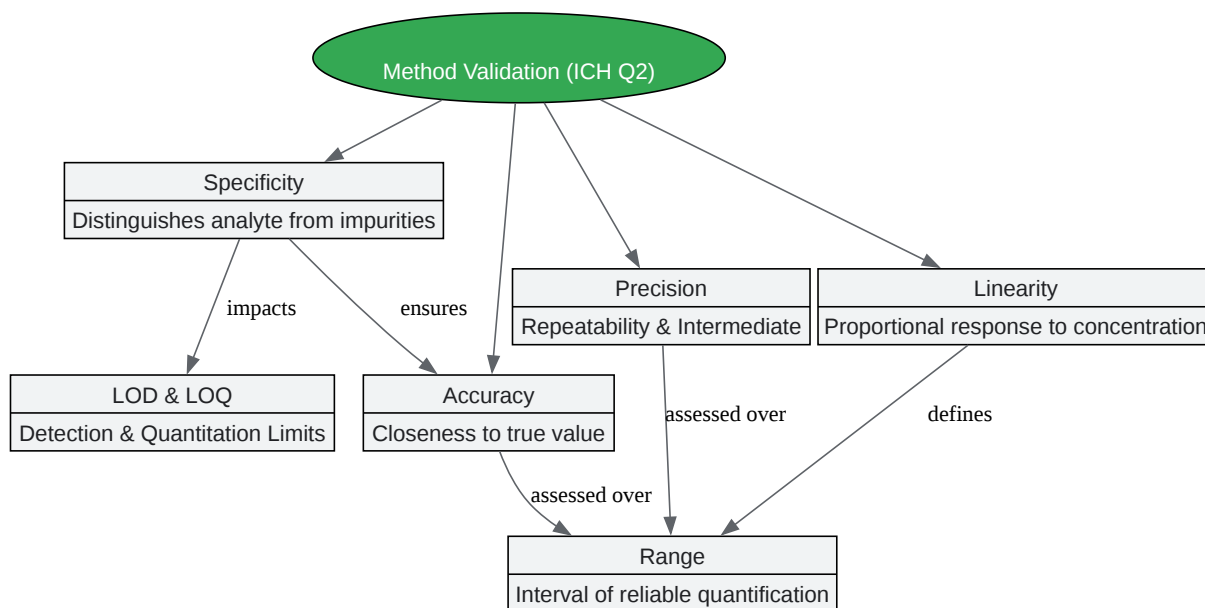 Method Validation (ICH Q2)
Specificity
Distinguishes analyte from impurities
Precision
Repeatability & Intermediate
Linearity
Proportional response to concentration
impacts
ensures
LOD & LOQ
Detection & Quantitation Limits
Accuracy
Closeness to true value
assessed over
defines
assessed over
Range
Interval of reliable quantification